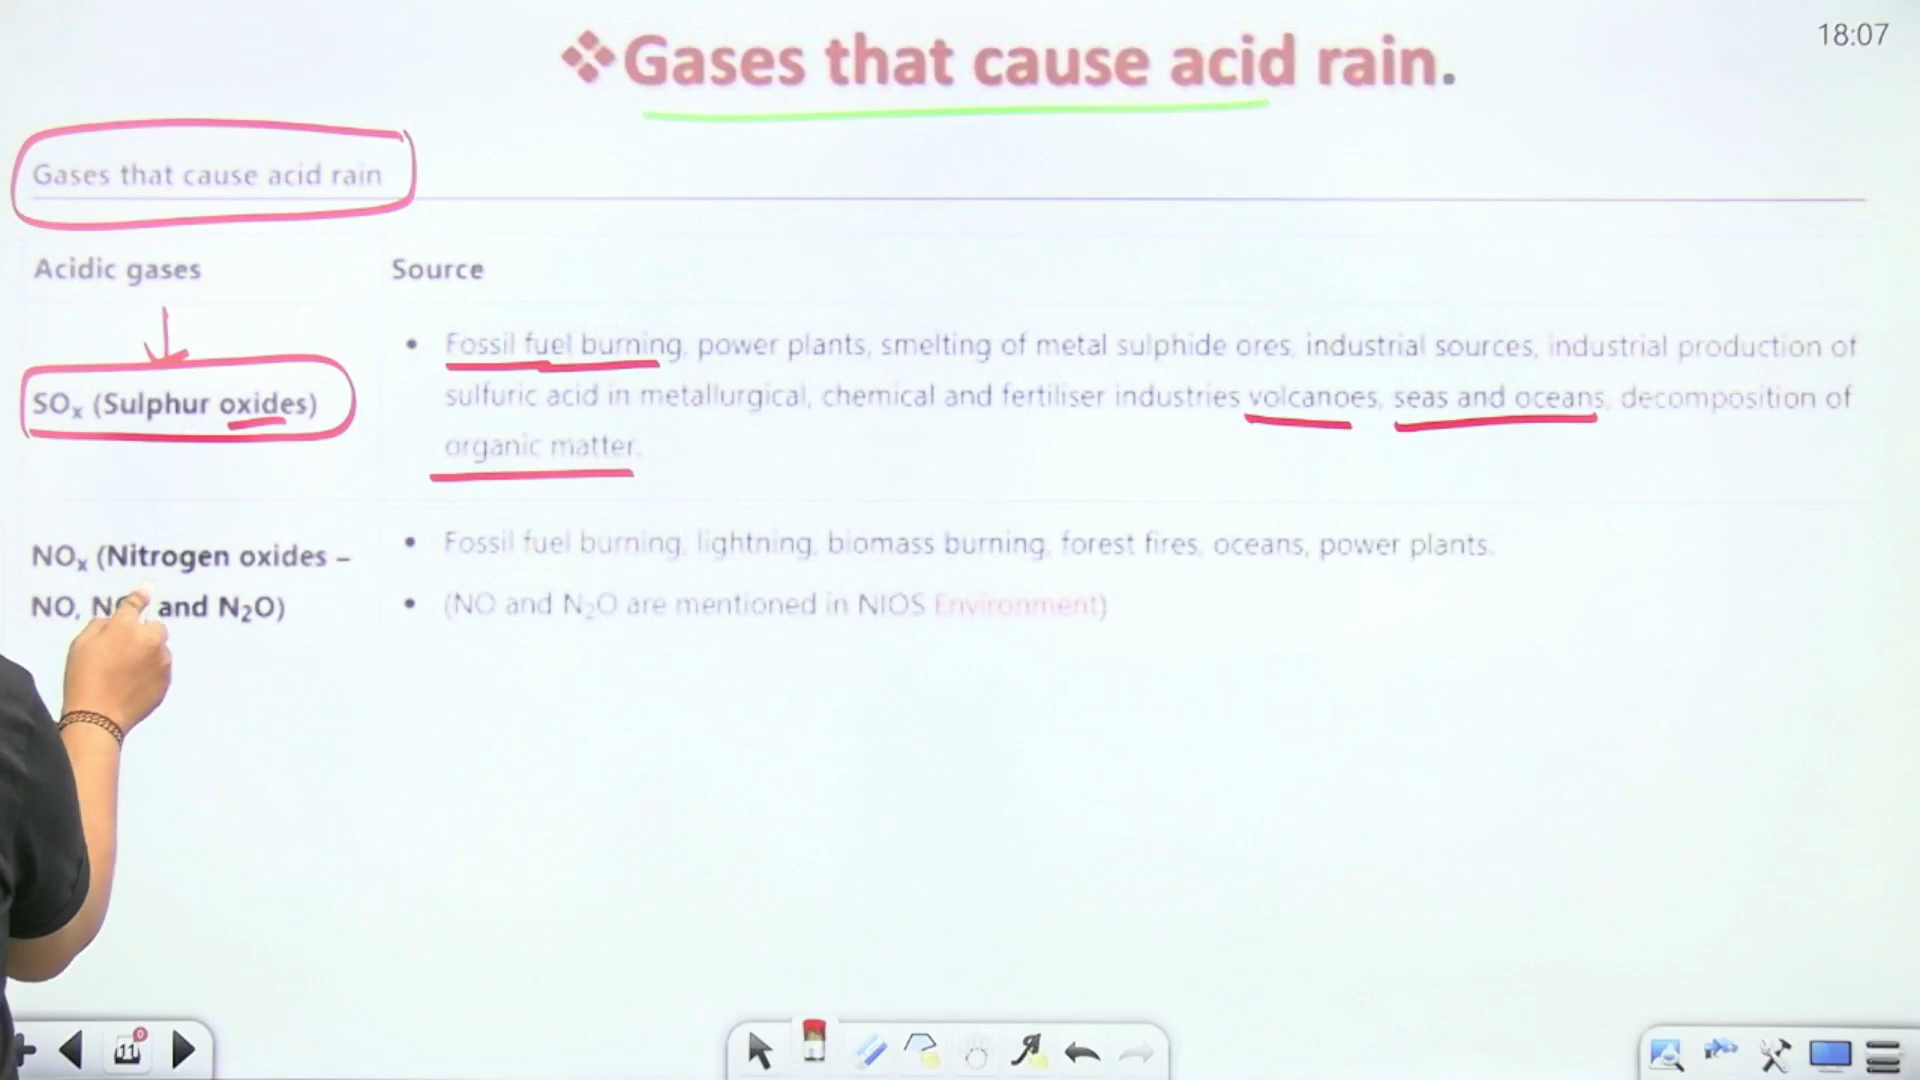 ❖Gases that cause acid rain.
18:07
Gases that cause acid rain
Acidic gases
Source
SOₓ (Sulphur oxides)
• Fossil fuel burning, power plants, smelting of metal sulphide ores, industrial sources, industrial production of
sulfuric acid in metallurgical, chemical and fertiliser industries volcanoes, seas and oceans, decomposition of
organic matter.
NOₓ (Nitrogen oxides –
NO, and N₂O)
• Fossil fuel burning, lightning, biomass burning, forest fires, oceans, power plants.
• (NO and N₂O are mentioned in NIOS Environment)
0
11